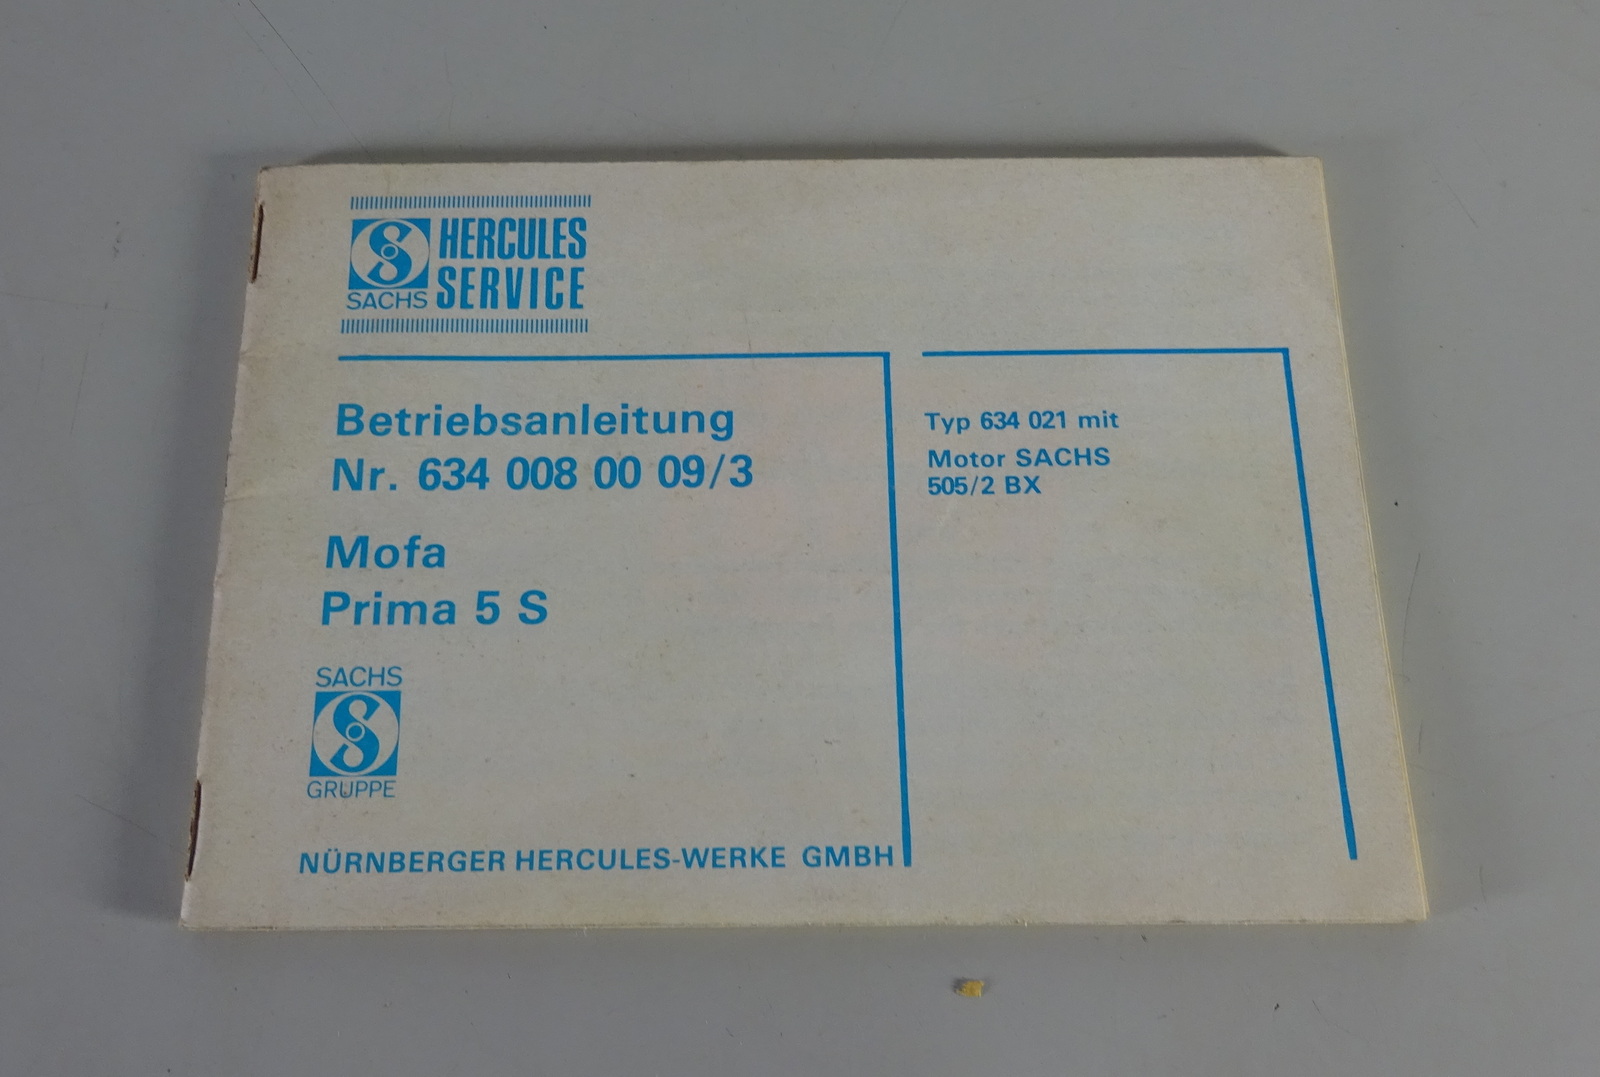 HERCULES
SERVICE
SACHS
Betriebsanleitung
Nr. 634 008 00 09/3
Mofa
Prima 5 S
SACHS
GRUPPE
NÜRNBERGER HERCULES-WERKE GMBH
Typ 634 021 mit
Motor SACHS
505/2 BX